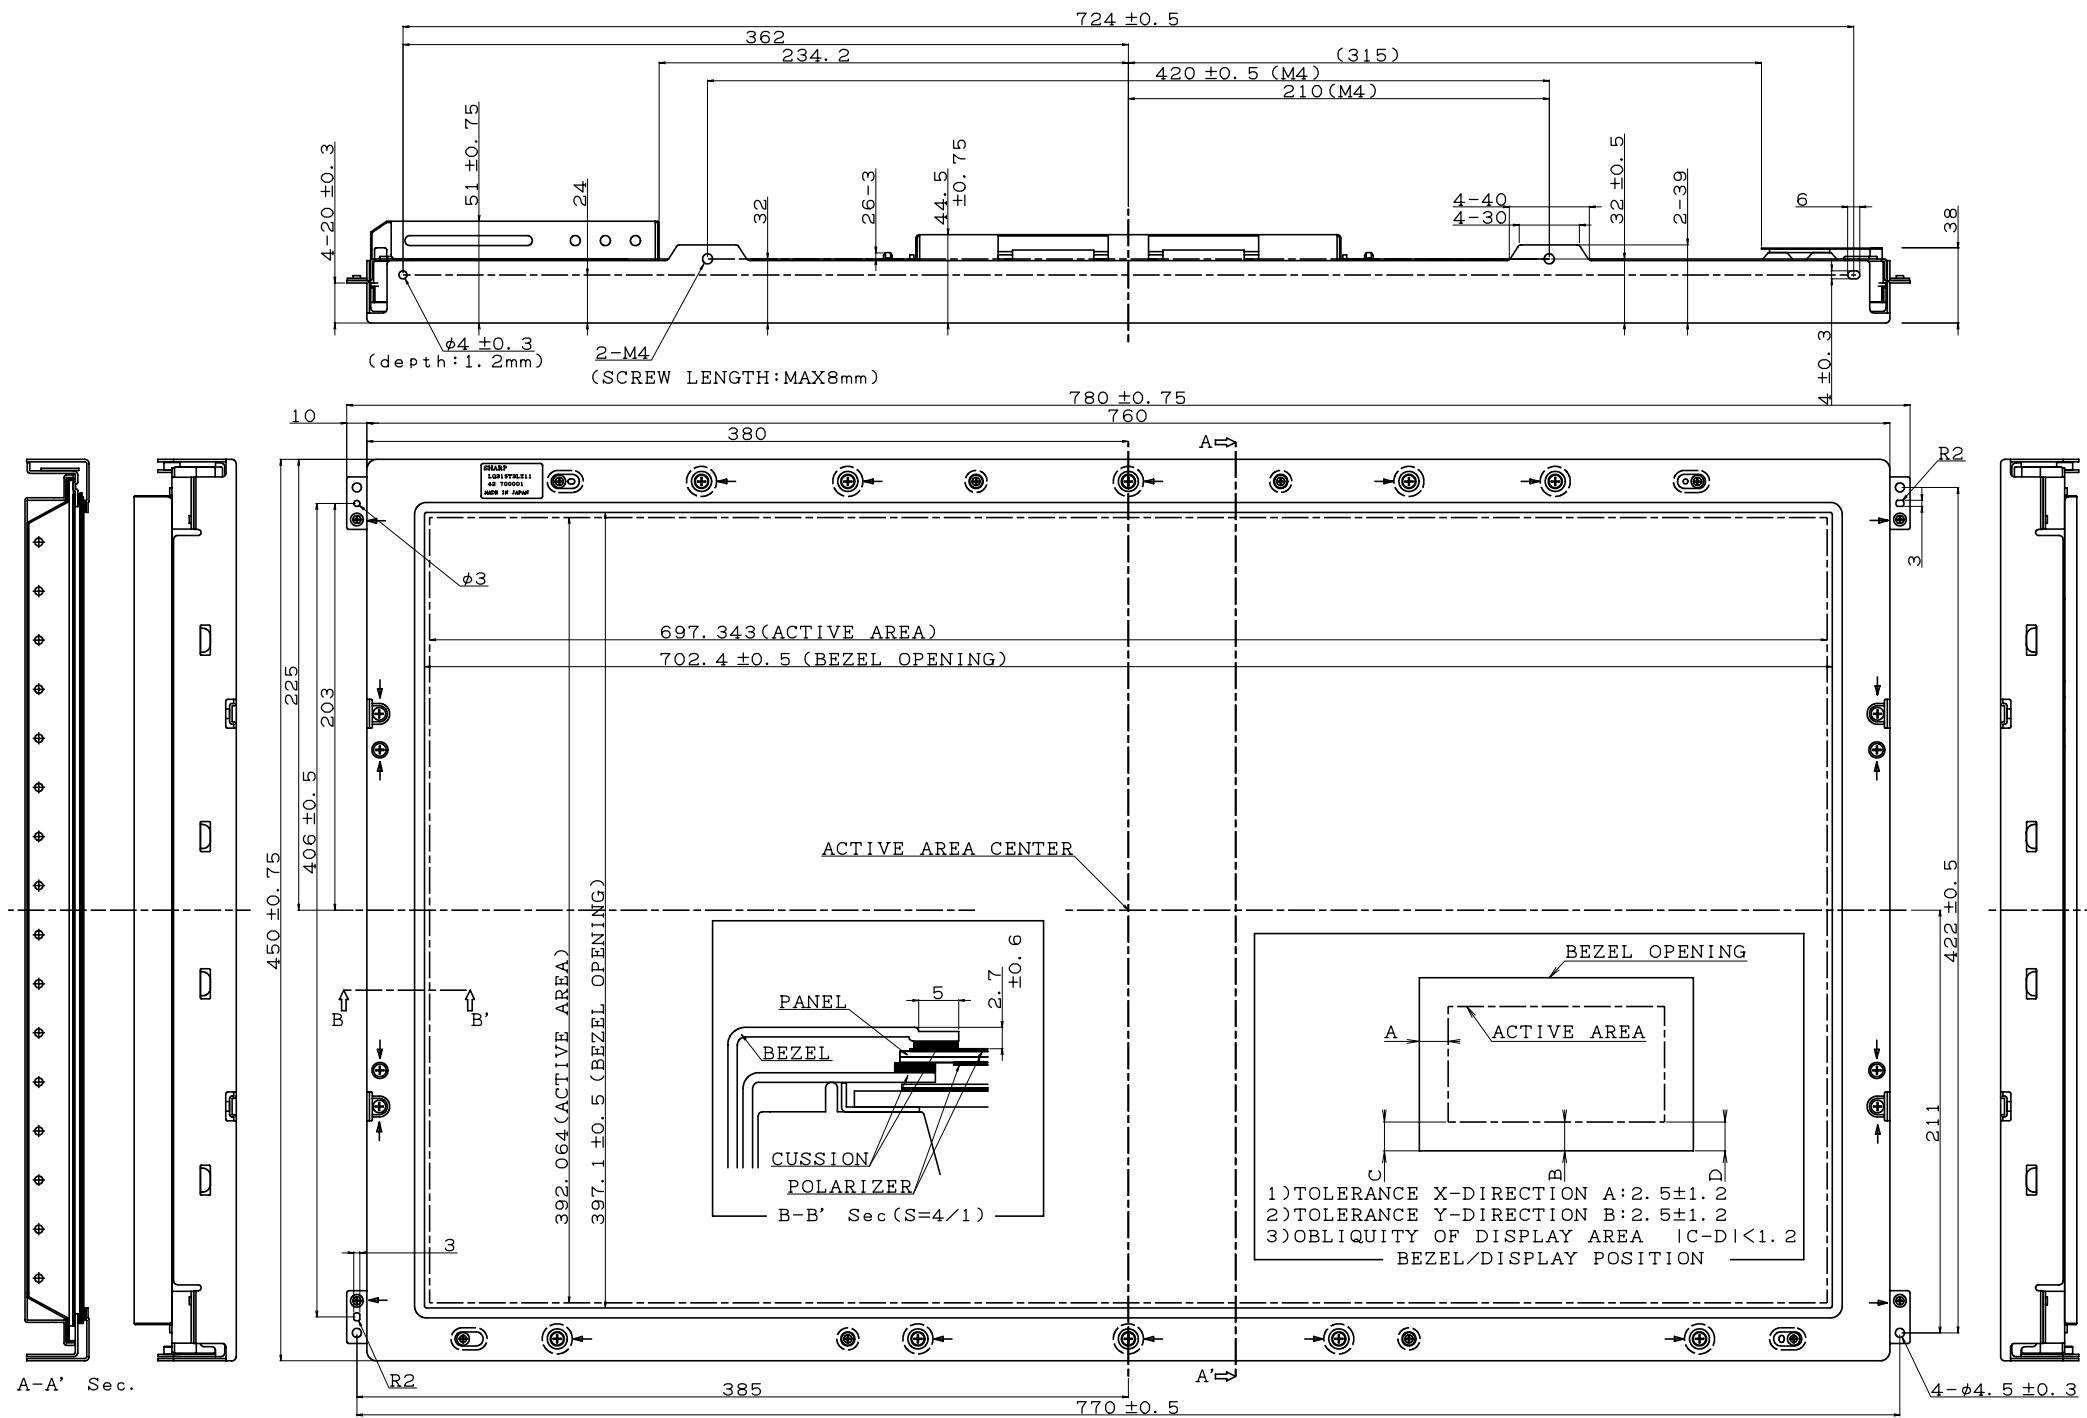 724 ±0.5
362
234.2
(315)
420 ±0.5 (M4)
210(M4)
4-20 ±0.3
51 ±0.75
24
32
26-3
44.5
±0.75
4-40
4-30
32 ±0.5
2-39
6
38
φ4 ±0.3
(depth:1.2mm)
2-M4
(SCREW LENGTH:MAX8mm)
4 ±0.3
780 ±0.75
10
760
380
A
R2
SHARP
42 700001
MADE IN JAPAN
φ3
3
697.343(ACTIVE AREA)
702.4 ±0.5 (BEZEL OPENING)
225
203
406 ±0.5
450 ±0.75
ACTIVE AREA CENTER
392.064(ACTIVE AREA)
397.1 ±0.5 (BEZEL OPENING)
422 ±0.5
211
B
B'
5
2.7
±0.6
PANEL
BEZEL
CUSSION
POLARIZER
B-B' Sec(S=4/1)
BEZEL OPENING
A
ACTIVE AREA
C
B
D
1)TOLERANCE X-DIRECTION A:2.5±1.2
2)TOLERANCE Y-DIRECTION B:2.5±1.2
3)OBLIQUITY OF DISPLAY AREA |C-D|<1.2
BEZEL/DISPLAY POSITION
3
A-A' Sec.
R2
A'
385
770 ±0.5
4-φ4.5 ±0.3